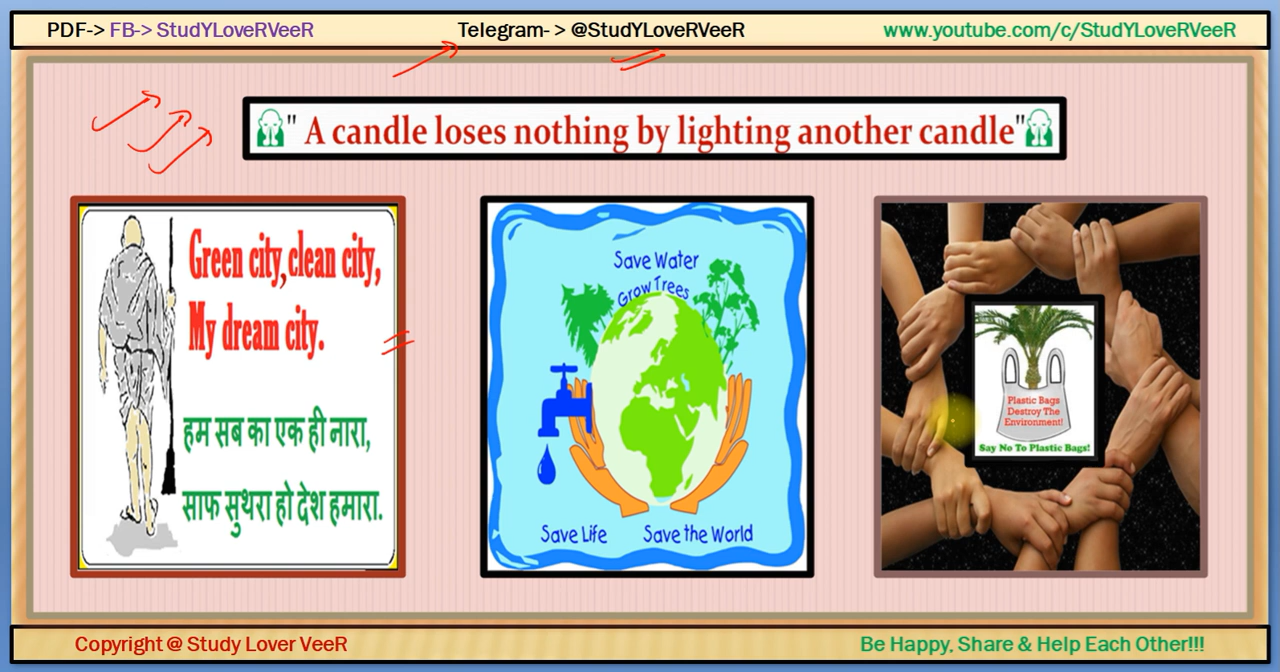 PDF-> FB-> StudYLoveRVeeR
Telegram- > @StudYLoveRVeeR
www.youtube.com/c/StudYLoveRVeeR
" A candle loses nothing by lighting another candle"
Green city,clean city,
My dream city.
हम सब का एक ही नारा,
साफ सुथरा हो देश हमारा.
Save Water
Grow Trees
Save Life Save the World
Plastic Bags
Destroy The
Environment!
Say No To Plastic Bags!
Copyright @ Study Lover VeeR
Be Happy, Share & Help Each Other!!!